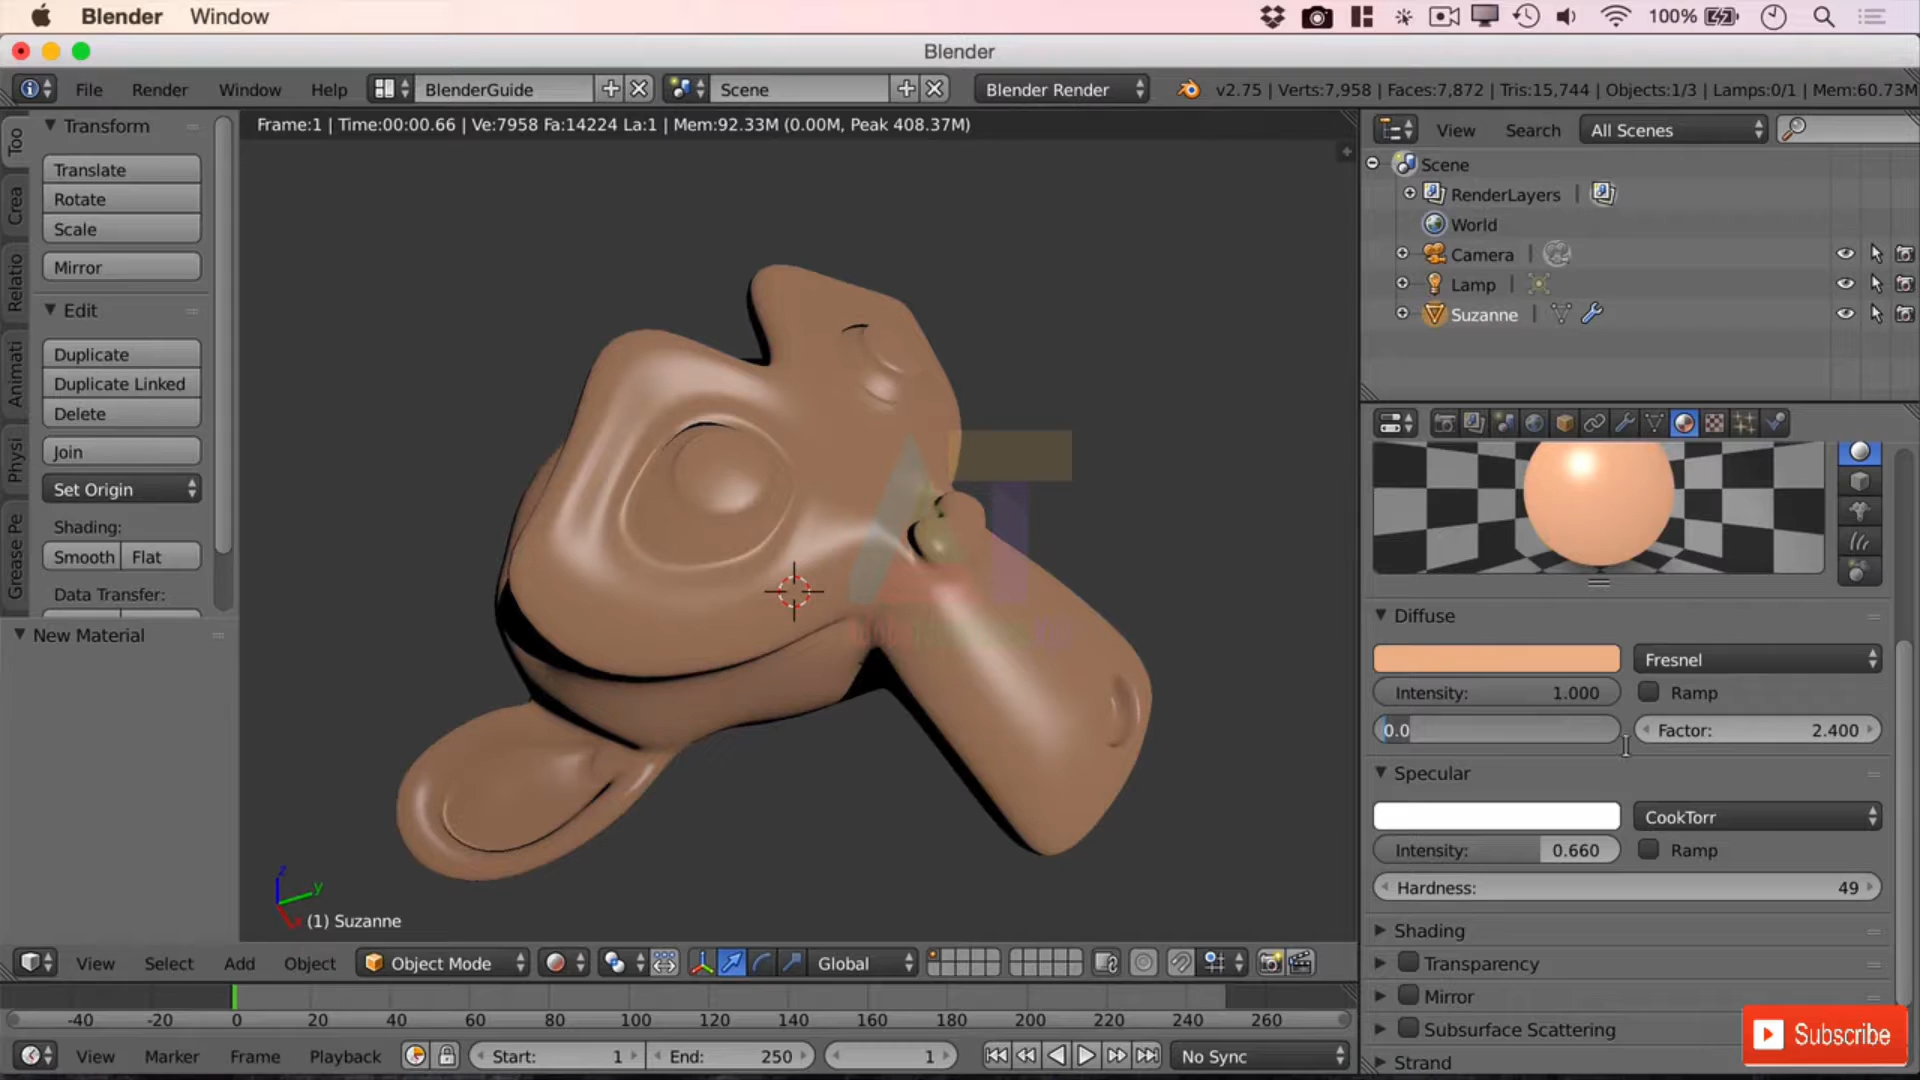 Blender Window 100%
Blender
File Render Window Help BlenderGuide Scene Blender Render v2.75 | Verts:7,958 | Faces:7,872 | Tris:15,744 | Objects:1/3 | Lamps:0/1 | Mem:60.73M
Frame:1 | Time:00:00.66 | Ve:7958 Fa:14224 La:1 | Mem:92.33M (0.00M, Peak 408.37M)
Too
Crea
Relatio
Animati
Physi
Grease Pe
Transform
Translate
Rotate
Scale
Mirror
Edit
Duplicate
Duplicate Linked
Delete
Join
Set Origin
Shading:
Smooth Flat
Data Transfer:
New Material
z
y
(1) Suzanne
View Search All Scenes
Scene
RenderLayers
World
Camera
Lamp
Suzanne
Diffuse
Fresnel
Intensity: 1.000 Ramp
0.0 Factor: 2.400
Specular
CookTorr
Intensity: 0.660 Ramp
Hardness: 49
Shading
Transparency
Mirror
Subsurface Scattering
Strand
Subscribe
View Select Add Object Object Mode Global
-40 -20 0 20 40 60 80 100 120 140 160 180 200 220 240 260
View Marker Frame Playback Start: 1 End: 250 1 No Sync